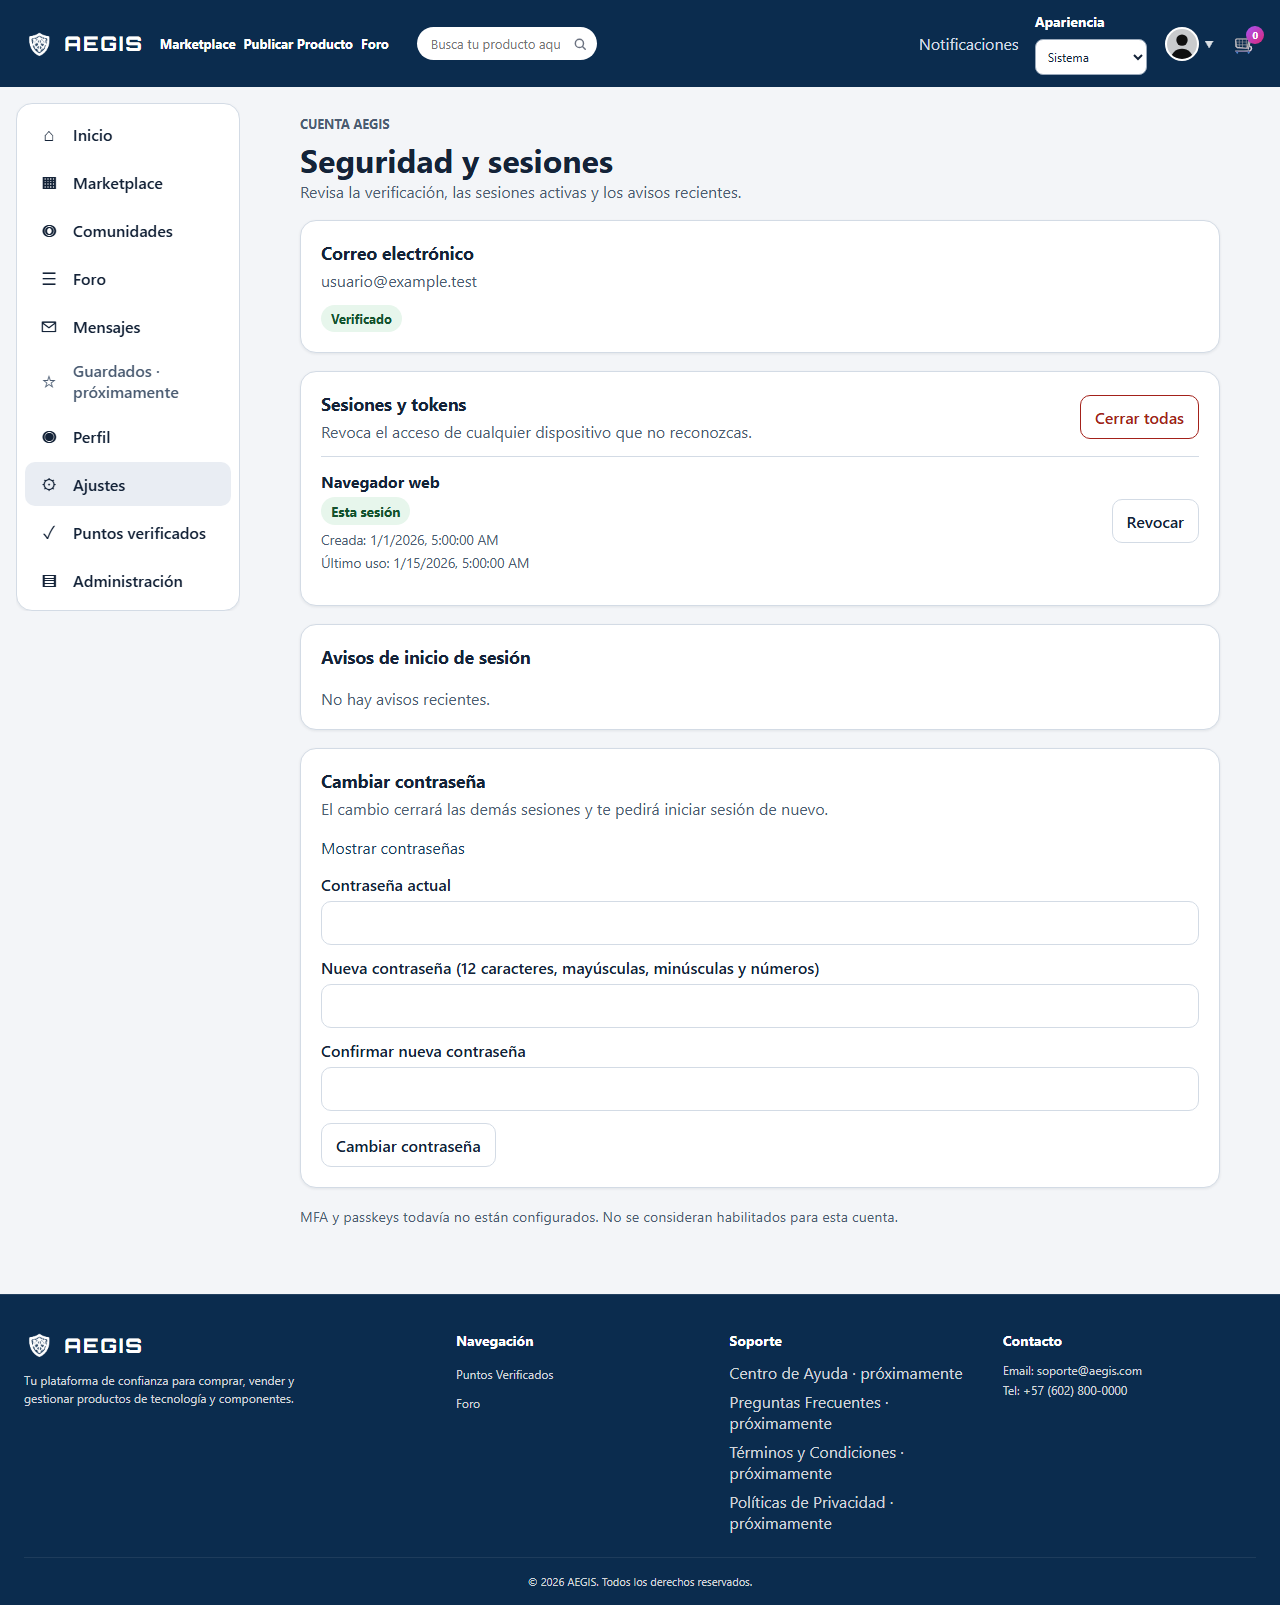 AEGIS
Marketplace Publicar Producto Foro
Busca tu producto aqu
Notificaciones
Apariencia
Sistema
0
Inicio
Marketplace
Comunidades
Foro
Mensajes
Guardados ·
próximamente
Perfil
Ajustes
Puntos verificados
Administración
CUENTA AEGIS
Seguridad y sesiones
Revisa la verificación, las sesiones activas y los avisos recientes.
Correo electrónico
usuario@example.test
Verificado
Sesiones y tokens
Revoca el acceso de cualquier dispositivo que no reconozcas.
Cerrar todas
Navegador web
Esta sesión
Creada: 1/1/2026, 5:00:00 AM
Último uso: 1/15/2026, 5:00:00 AM
Revocar
Avisos de inicio de sesión
No hay avisos recientes.
Cambiar contraseña
El cambio cerrará las demás sesiones y te pedirá iniciar sesión de nuevo.
Mostrar contraseñas
Contraseña actual
Nueva contraseña (12 caracteres, mayúsculas, minúsculas y números)
Confirmar nueva contraseña
Cambiar contraseña
MFA y passkeys todavía no están configurados. No se consideran habilitados para esta cuenta.
AEGIS
Tu plataforma de confianza para comprar, vender y
gestionar productos de tecnología y componentes.
Navegación
Puntos Verificados
Foro
Soporte
Centro de Ayuda · próximamente
Preguntas Frecuentes ·
próximamente
Términos y Condiciones ·
próximamente
Políticas de Privacidad ·
próximamente
Contacto
Email: soporte@aegis.com
Tel: +57 (602) 800-0000
© 2026 AEGIS. Todos los derechos reservados.